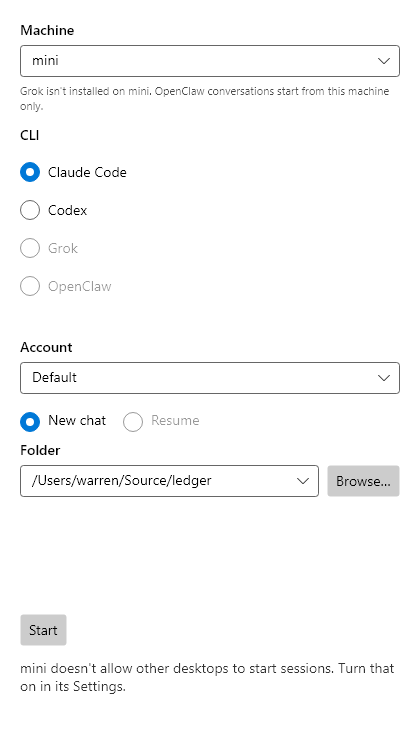 Machine
mini
Grok isn't installed on mini. OpenClaw conversations start from this machine
only.
CLI
Claude Code
Codex
Grok
OpenClaw
Account
Default
New chat Resume
Folder
/Users/warren/Source/ledger Browse...
Start
mini doesn't allow other desktops to start sessions. Turn that
on in its Settings.